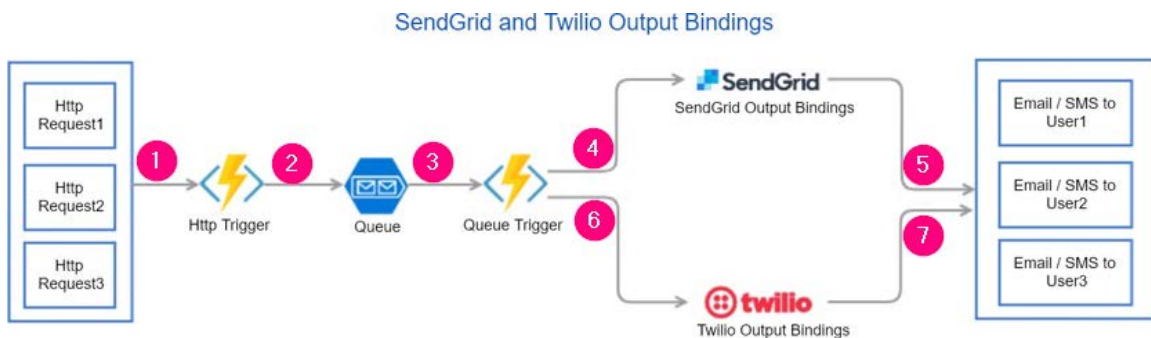 SendGrid and Twilio Output Bindings
Http
Request1
Http
Request2
Http
Request3
1
Http Trigger
2
Queue
3
Queue Trigger
4
SendGrid
SendGrid Output Bindings
5
6
twilio
Twilio Output Bindings
7
Email / SMS to
User1
Email / SMS to
User2
Email / SMS to
User3